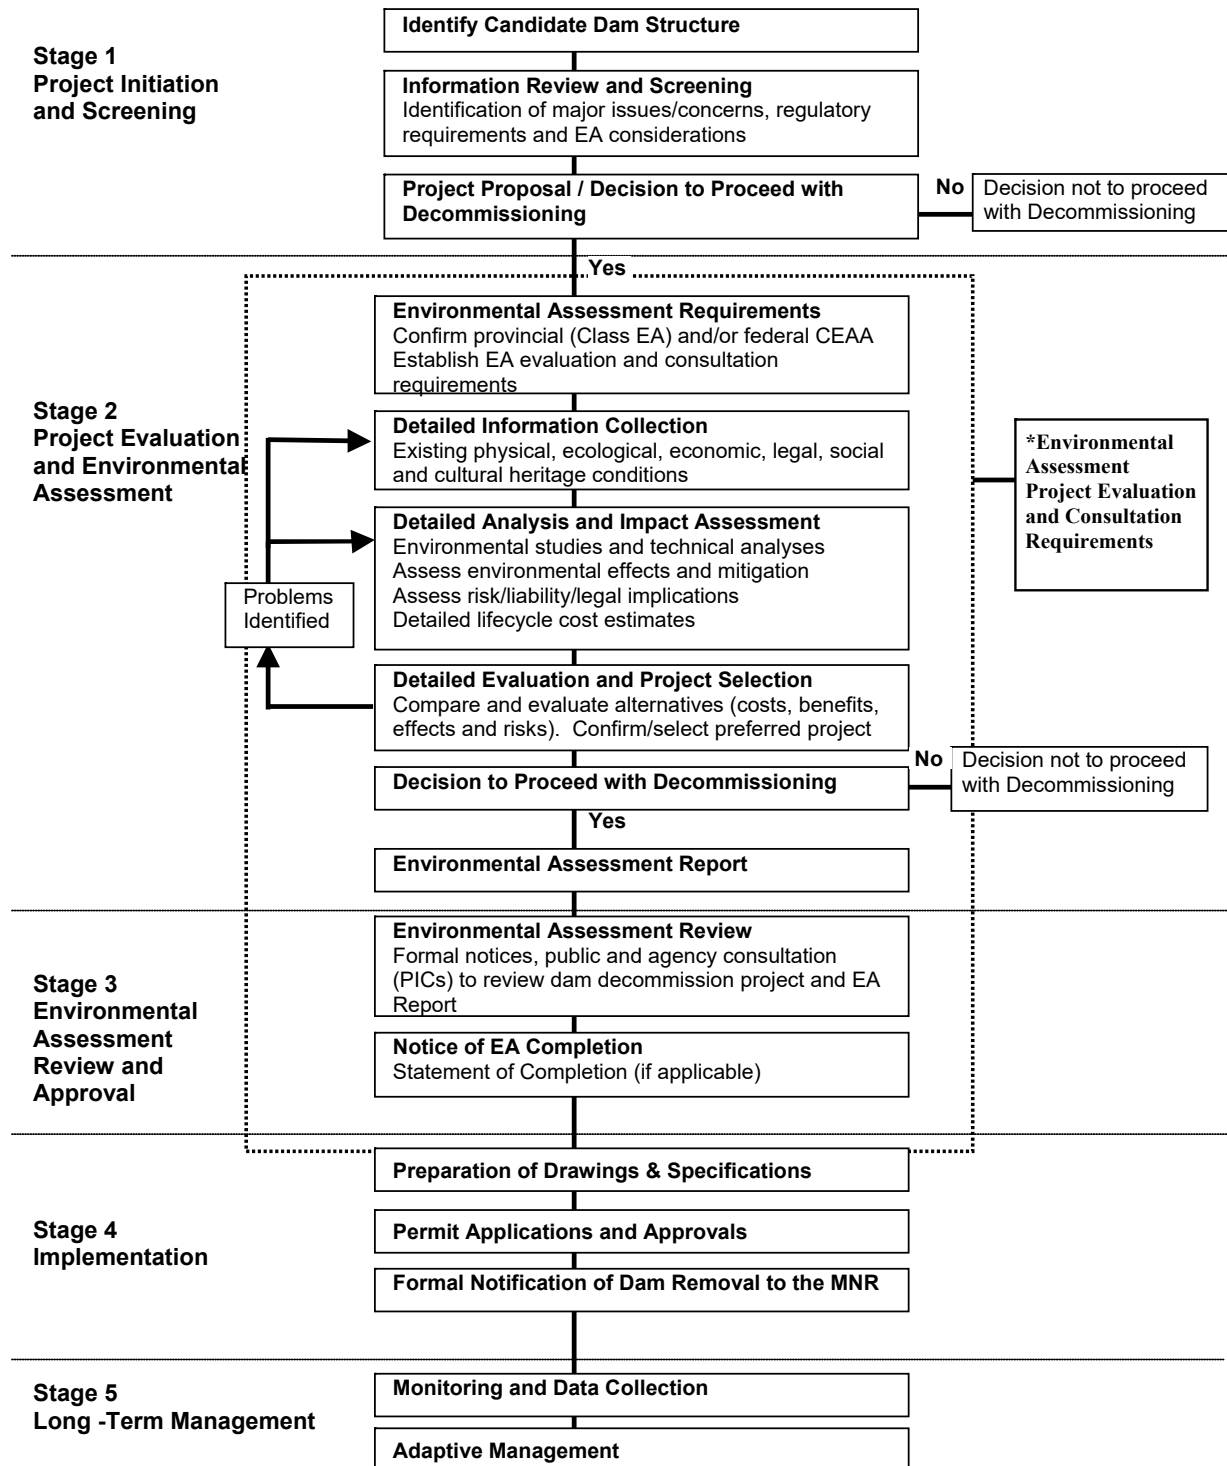 Stage 1
Project Initiation
and Screening
Identify Candidate Dam Structure
Information Review and Screening
Identification of major issues/concerns, regulatory
requirements and EA considerations
Project Proposal / Decision to Proceed with
Decommissioning
No
Decision not to proceed
with Decommissioning
Yes
Stage 2
Project Evaluation
and Environmental
Assessment
Environmental Assessment Requirements
Confirm provincial (Class EA) and/or federal CEAA
Establish EA evaluation and consultation
requirements
Detailed Information Collection
Existing physical, ecological, economic, legal, social
and cultural heritage conditions
*Environmental
Assessment
Project Evaluation
and Consultation
Requirements
Detailed Analysis and Impact Assessment
Environmental studies and technical analyses
Assess environmental effects and mitigation
Assess risk/liability/legal implications
Detailed lifecycle cost estimates
Problems
Identified
Detailed Evaluation and Project Selection
Compare and evaluate alternatives (costs, benefits,
effects and risks).  Confirm/select preferred project
Decision to Proceed with Decommissioning
No
Decision not to proceed
with Decommissioning
Yes
Environmental Assessment Report
Stage 3
Environmental
Assessment
Review and
Approval
Environmental Assessment Review
Formal notices, public and agency consultation
(PICs) to review dam decommission project and EA
Report
Notice of EA Completion
Statement of Completion (if applicable)
Stage 4
Implementation
Preparation of Drawings & Specifications
Permit Applications and Approvals
Formal Notification of Dam Removal to the MNR
Stage 5
Long -Term Management
Monitoring and Data Collection
Adaptive Management